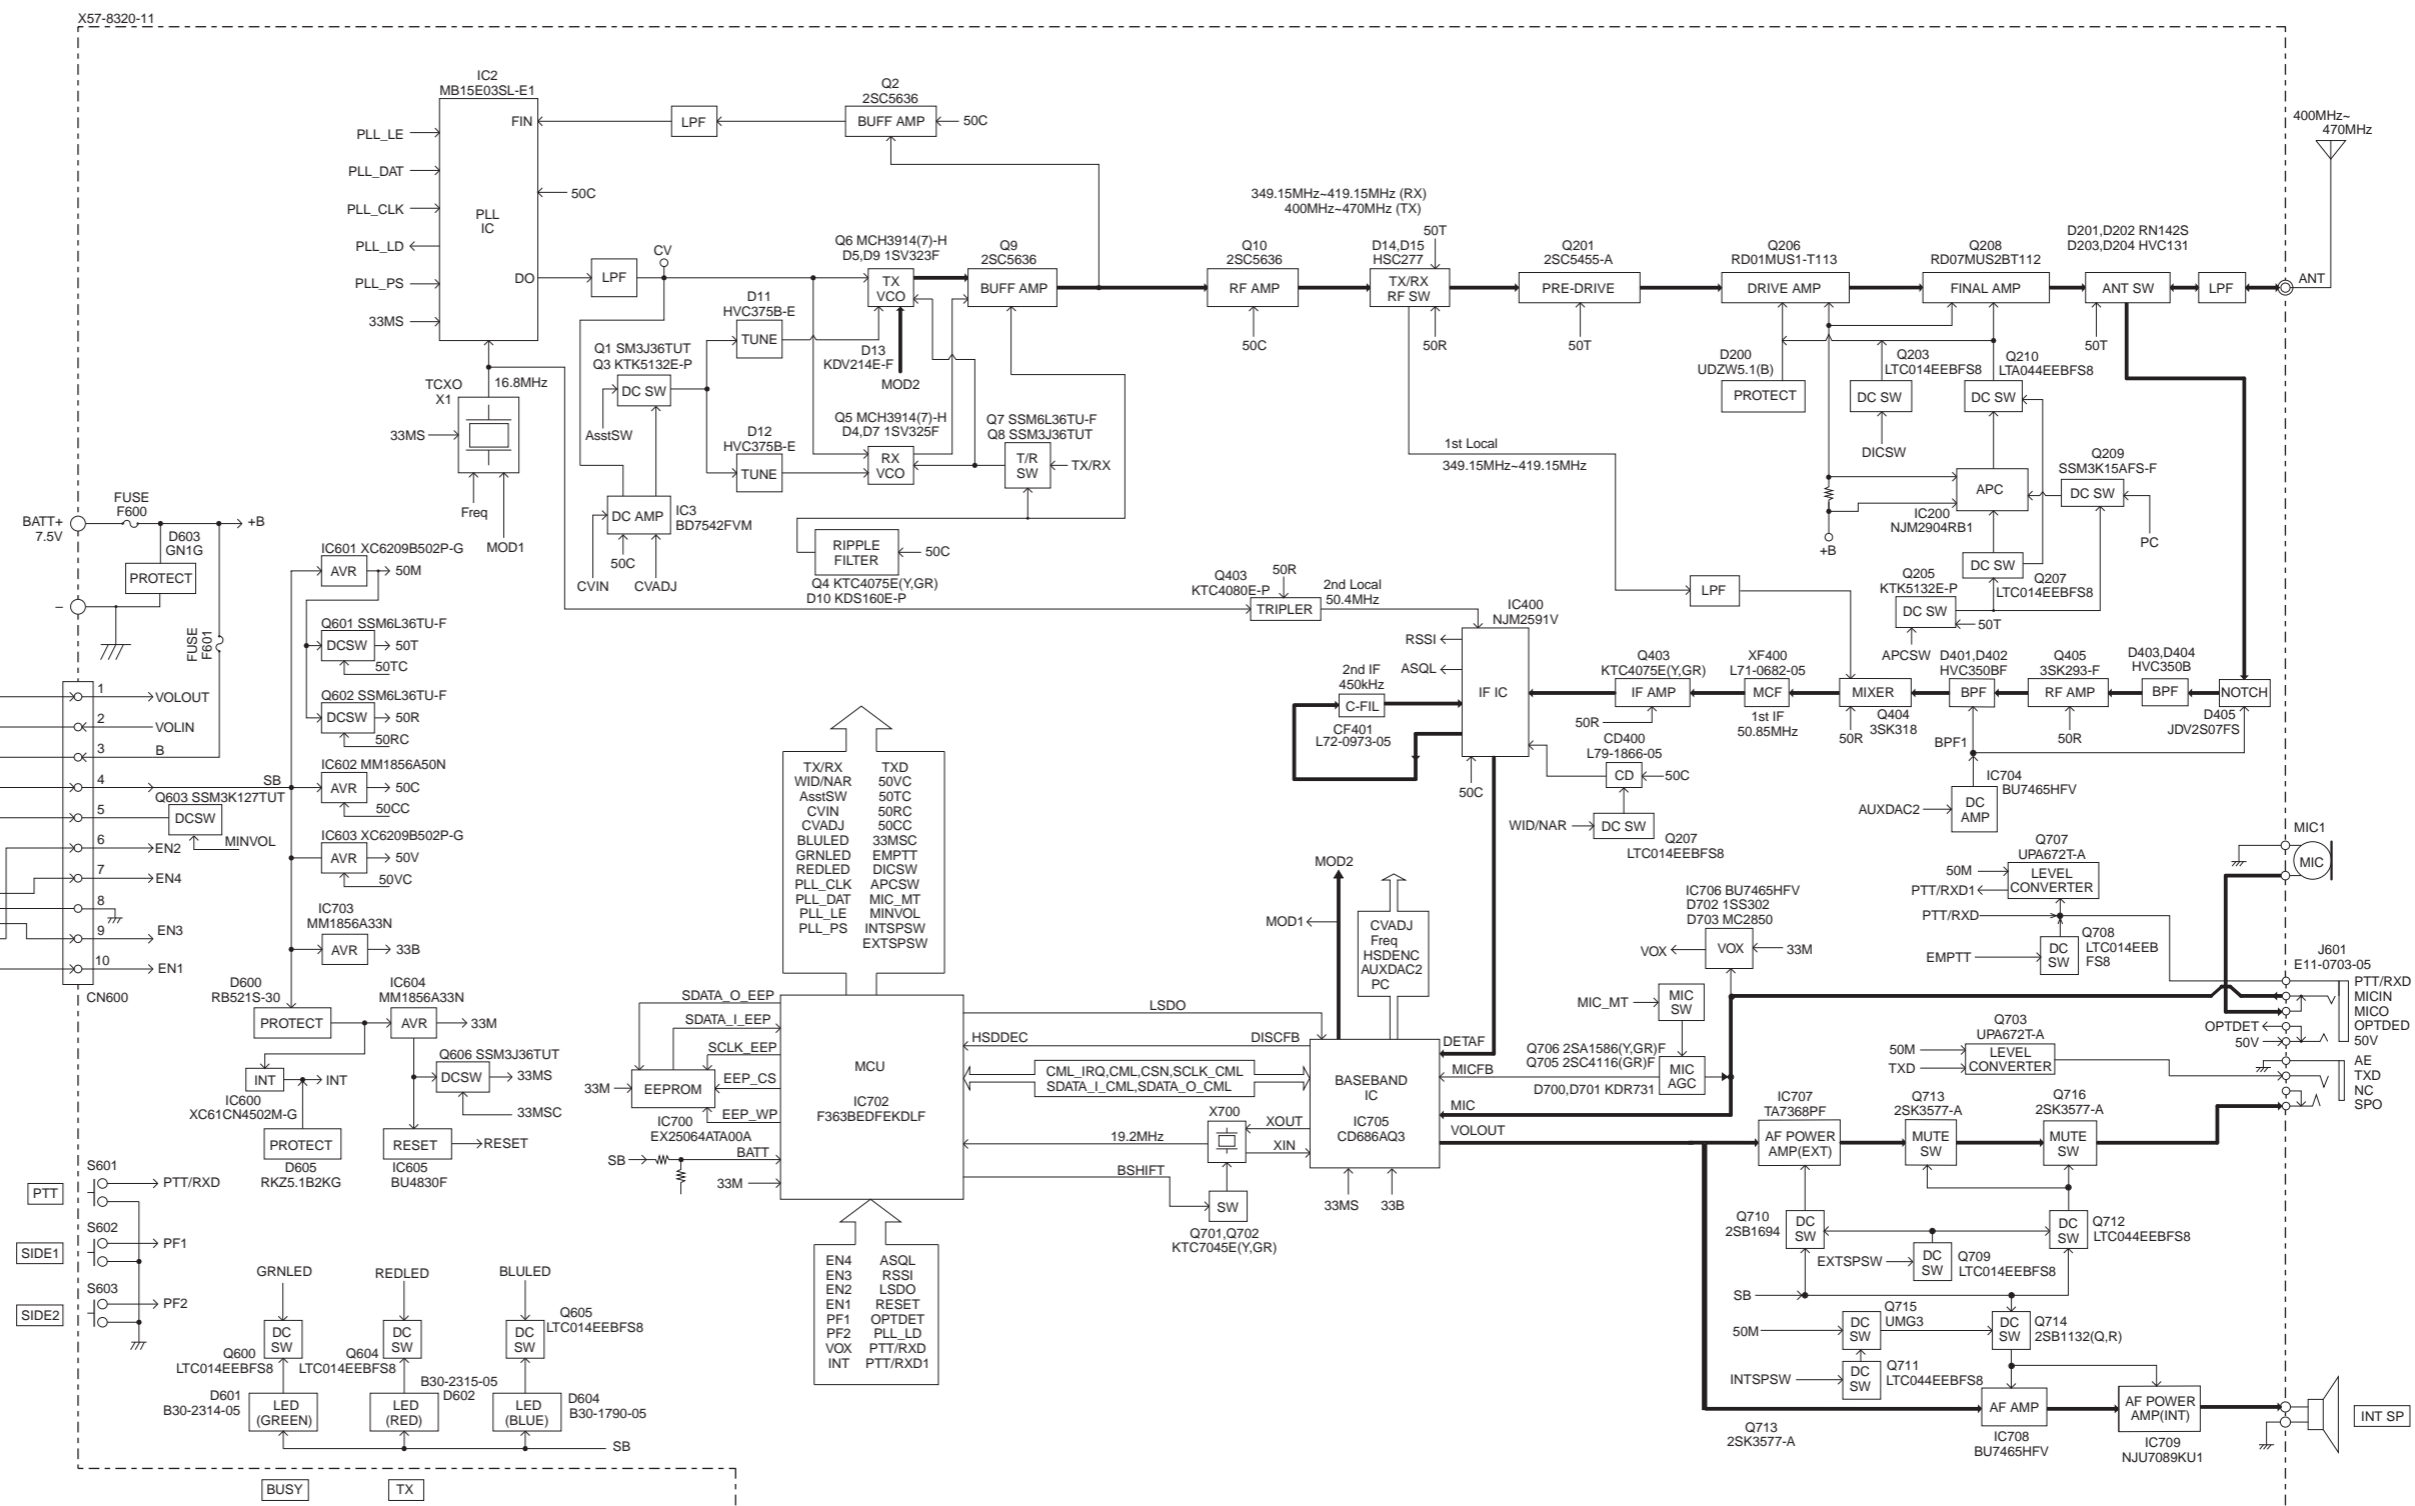 X57-8320-11
IC2
MB15E03SL-E1
FIN
PLL_LE
PLL_DAT
PLL_CLK
PLL_LD
PLL_PS
33MS
50C
PLL
IC
DO
LPF
Q2
2SC5636
BUFF AMP
50C
LPF
CV
Q6 MCH3914(7)-H
D5,D9 1SV323F
TX
VCO
Q9
2SC5636
BUFF AMP
D11
HVC375B-E
TUNE
D13
KDV214E-F
MOD2
Q1 SM3J36TUT
Q3 KTK5132E-P
DC SW
AsstSW
D12
HVC375B-E
TUNE
Q5 MCH3914(7)-H
D4,D7 1SV325F
RX
VCO
Q7 SSM6L36TU-F
Q8 SSM3J36TUT
T/R
SW
TX/RX
TCXO
X1
16.8MHz
33MS
Freq
MOD1
DC AMP
IC3
BD7542FVM
CVIN
50C
CVADJ
RIPPLE
FILTER
50C
Q4 KTC4075E(Y,GR)
D10 KDS160E-P
349.15MHz~419.15MHz (RX)
400MHz~470MHz (TX)
Q10
2SC5636
RF AMP
50C
50T
D14,D15
HSC277
TX/RX
RF SW
50R
Q201
2SC5455-A
PRE-DRIVE
50T
Q206
RD01MUS1-T113
DRIVE AMP
Q208
RD07MUS2BT112
FINAL AMP
D201,D202 RN142S
D203,D204 HVC131
ANT SW
50T
LPF
ANT
400MHz~
470MHz
D200
UDZW5.1(B)
PROTECT
Q203
LTC014EEBFS8
DC SW
DICSW
Q210
LTA044EEBFS8
DC SW
1st Local
349.15MHz~419.15MHz
APC
IC200
NJM2904RB1
+B
Q209
SSM3K15AFS-F
DC SW
PC
DC SW
Q207
LTC014EEBFS8
Q205
KTK5132E-P
DC SW
50T
APCSW
LPF
Q403
KTC4080E-P
50R
TRIPLER
2nd Local
50.4MHz
IC400
NJM2591V
RSSI
ASQL
IF IC
50C
2nd IF
450kHz
C-FIL
CF401
L72-0973-05
Q403
KTC4075E(Y,GR)
IF AMP
50R
XF400
L71-0682-05
MCF
1st IF
50.85MHz
MIXER
50R
Q404
3SK318
D401,D402
HVC350BF
BPF
BPF1
Q405
3SK293-F
RF AMP
50R
D403,D404
HVC350B
BPF
NOTCH
D405
JDV2S07FS
CD400
L79-1866-05
CD
50C
WID/NAR
DC SW
Q207
LTC014EEBFS8
IC704
BU7465HFV
AUXDAC2
DC
AMP
BATT+
7.5V
FUSE
F600
+B
D603
GN1G
PROTECT
–
FUSE
F601
IC601 XC6209B502P-G
AVR
50M
Q601 SSM6L36TU-F
DCSW
50T
50TC
Q602 SSM6L36TU-F
DCSW
50R
50RC
IC602 MM1856A50N
AVR
50C
50CC
IC603 XC6209B502P-G
AVR
50V
50VC
IC703
MM1856A33N
AVR
33B
1
VOLOUT
2
VOLIN
3
B
4
SB
5
Q603 SSM3K127TUT
DCSW
MINVOL
6
EN2
7
EN4
8
9
EN3
10
EN1
CN600
D600
RB521S-30
PROTECT
IC604
MM1856A33N
AVR
33M
INT
INT
IC600
XC61CN4502M-G
Q606 SSM3J36TUT
DCSW
33MS
33MSC
PROTECT
D605
RKZ5.1B2KG
RESET
RESET
IC605
BU4830F
S601
PTT
PTT/RXD
S602
SIDE1
PF1
S603
SIDE2
PF2
GRNLED
REDLED
BLULED
DC
SW
Q600
LTC014EEBFS8
DC
SW
Q604
LTC014EEBFS8
DC
SW
Q605
LTC014EEBFS8
D601
B30-2314-05
LED
(GREEN)
B30-2315-05
D602
LED
(RED)
LED
(BLUE)
D604
B30-1790-05
SB
BUSY
TX
TX/RX TXD
WID/NAR 50VC
AsstSW 50TC
CVIN 50RC
CVADJ 50CC
BLULED 33MSC
GRNLED EMPTT
REDLED DICSW
PLL_CLK APCSW
PLL_DAT MIC_MT
PLL_LE MINVOL
PLL_PS INTSPSW
EXTSPSW
SDATA_O_EEP
SDATA_I_EEP
SCLK_EEP
EEP_CS
EEP_WP
33M
EEPROM
IC700
EX25064ATA00A
SB
BATT
33M
MCU
IC702
F363BEDFEKDLF
EN4 ASQL
EN3 RSSI
EN2 LSDO
EN1 RESET
PF1 OPTDET
PF2 PLL_LD
VOX PTT/RXD
INT PTT/RXD1
LSDO
HSDDEC
DISCFB
CML_IRQ,CML,CSN,SCLK_CML
SDATA_I_CML,SDATA_O_CML
19.2MHz
X700
XOUT
XIN
BSHIFT
SW
Q701,Q702
KTC7045E(Y,GR)
MOD2
MOD1
CVADJ
Freq
HSDENC
AUXDAC2
PC
BASEBAND
IC
IC705
CD686AQ3
33MS
33B
DETAF
MICFB
MIC
VOLOUT
IC706 BU7465HFV
D702 1SS302
D703 MC2850
VOX
VOX
33M
MIC_MT
MIC
SW
Q706 2SA1586(Y,GR)F
Q705 2SC4116(GR)F
MIC
AGC
D700,D701 KDR731
Q707
UPA672T-A
50M
LEVEL
CONVERTER
PTT/RXD1
PTT/RXD
EMPTT
DC
SW
Q708
LTC014EEB
FS8
MIC1
MIC
J601
E11-0703-05
PTT/RXD
MICIN
MICO
OPTDET
OPTDED
50V
50V
AE
TXD
NC
SPO
Q703
UPA672T-A
50M
TXD
LEVEL
CONVERTER
IC707
TA7368PF
AF POWER
AMP(EXT)
Q713
2SK3577-A
MUTE
SW
Q716
2SK3577-A
MUTE
SW
Q710
2SB1694
DC
SW
EXTSPSW
DC
SW
Q709
LTC014EEBFS8
DC
SW
Q712
LTC044EEBFS8
SB
50M
DC
SW
Q715
UMG3
DC
SW
Q714
2SB1132(Q,R)
INTSPSW
DC
SW
Q711
LTC044EEBFS8
Q713
2SK3577-A
AF AMP
IC708
BU7465HFV
AF POWER
AMP(INT)
IC709
NJU7089KU1
INT SP